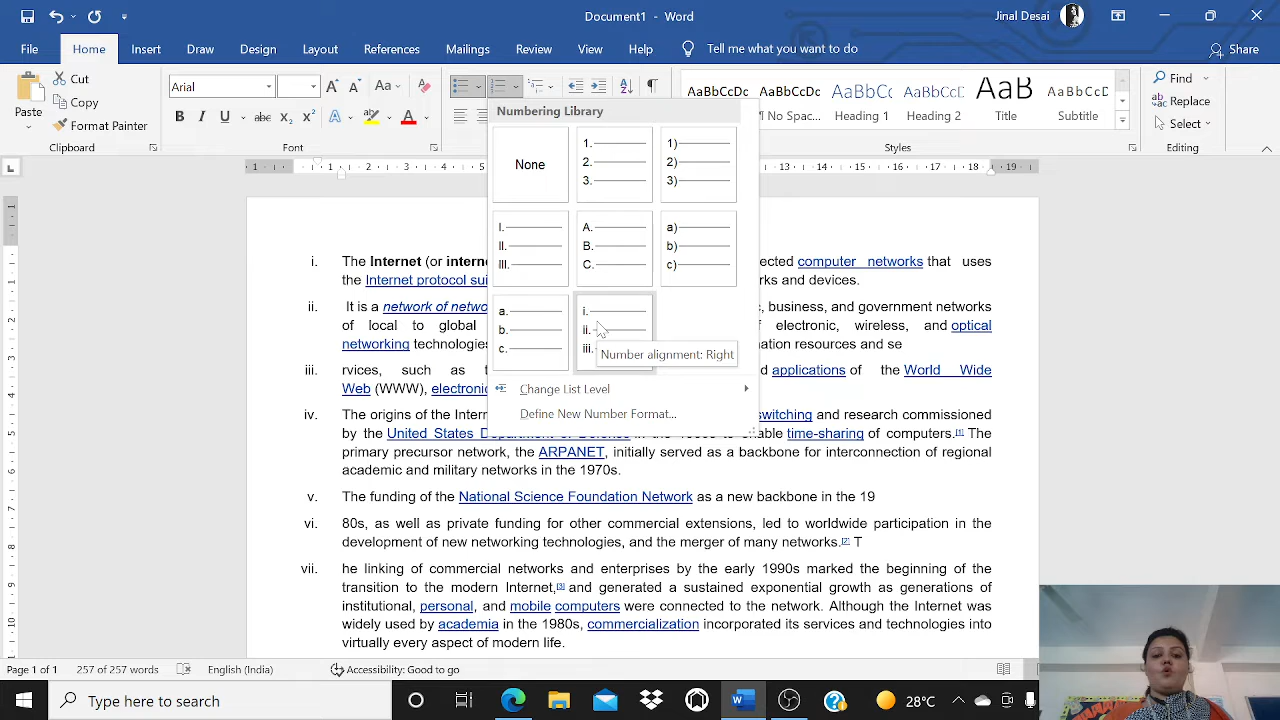 Document1 - Word
Jinal Desai
File Home Insert Draw Design Layout References Mailings Review View Help Tell me what you want to do Share
Paste
Cut
Copy
Format Painter
Clipboard
Arial
Aa
B I U abc x₂ x² A A
Font
AaBbCcDc AaBbCcDc AaBbCc AaBbCcC AaB AaBbCcD
¶ No Spac... Heading 1 Heading 2 Title Subtitle
Styles
Find
Replace
Select
Editing
Numbering Library
None
1.
2.
3.
1)
2)
3)
I.
II.
III.
A.
B.
C.
a)
b)
c)
a.
b.
c.
i.
ii.
iii.
Number alignment: Right
Change List Level
Define New Number Format...
i. The Internet (or intern ected computer networks that uses
the Internet protocol sui rks and devices.
ii. It is a network of netwo c, business, and government networks
of local to global f electronic, wireless, and optical
networking technologies mation resources and se
iii. rvices, such as t d applications of the World Wide
Web (WWW), electronic
iv. The origins of the Intern switching and research commissioned
by the United States Department of Defense in the 1960s to enable time-sharing of computers.[1] The
primary precursor network, the ARPANET, initially served as a backbone for interconnection of regional
academic and military networks in the 1970s.
v. The funding of the National Science Foundation Network as a new backbone in the 19
vi. 80s, as well as private funding for other commercial extensions, led to worldwide participation in the
development of new networking technologies, and the merger of many networks.[2] T
vii. he linking of commercial networks and enterprises by the early 1990s marked the beginning of the
transition to the modern Internet,[3] and generated a sustained exponential growth as generations of
institutional, personal, and mobile computers were connected to the network. Although the Internet was
widely used by academia in the 1980s, commercialization incorporated its services and technologies into
virtually every aspect of modern life.
Page 1 of 1 257 of 257 words English (India) Accessibility: Good to go
Type here to search
28°C